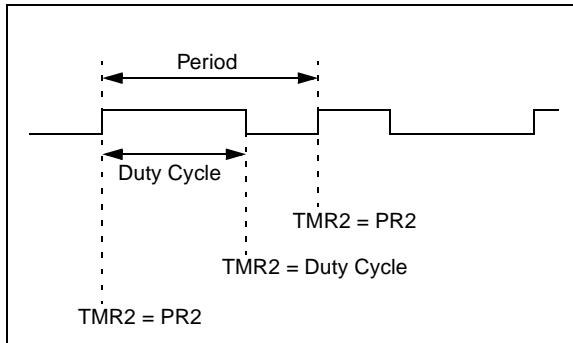 Period
Duty Cycle
TMR2 = PR2
TMR2 = Duty Cycle
TMR2 = PR2